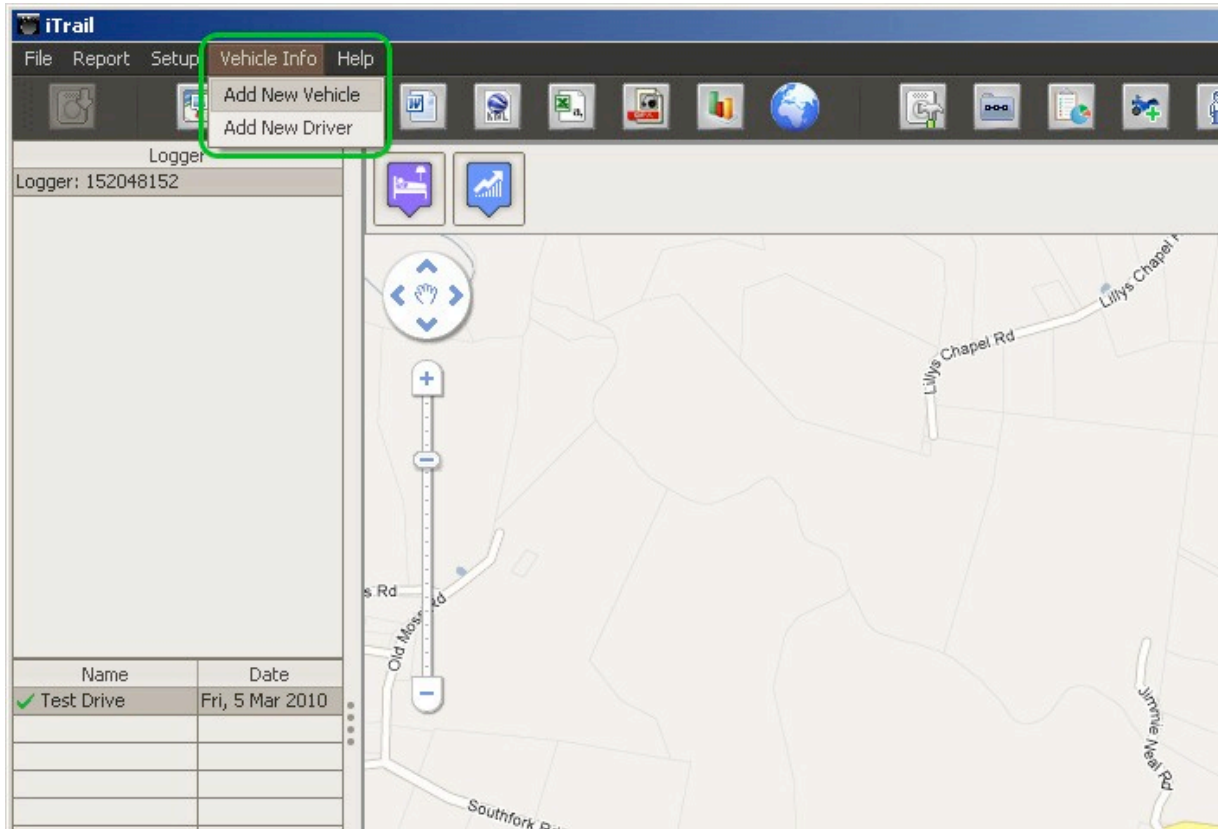 iTrail
File Report Setup Vehicle Info Help
Add New Vehicle
Add New Driver
KML
Logger
Logger: 152048152
Lillys Chapel
Lillys Chapel Rd
s Rd
Old Moss Rd
Name Date
Test Drive Fri, 5 Mar 2010
Jimmie Neal Rd
Southfork